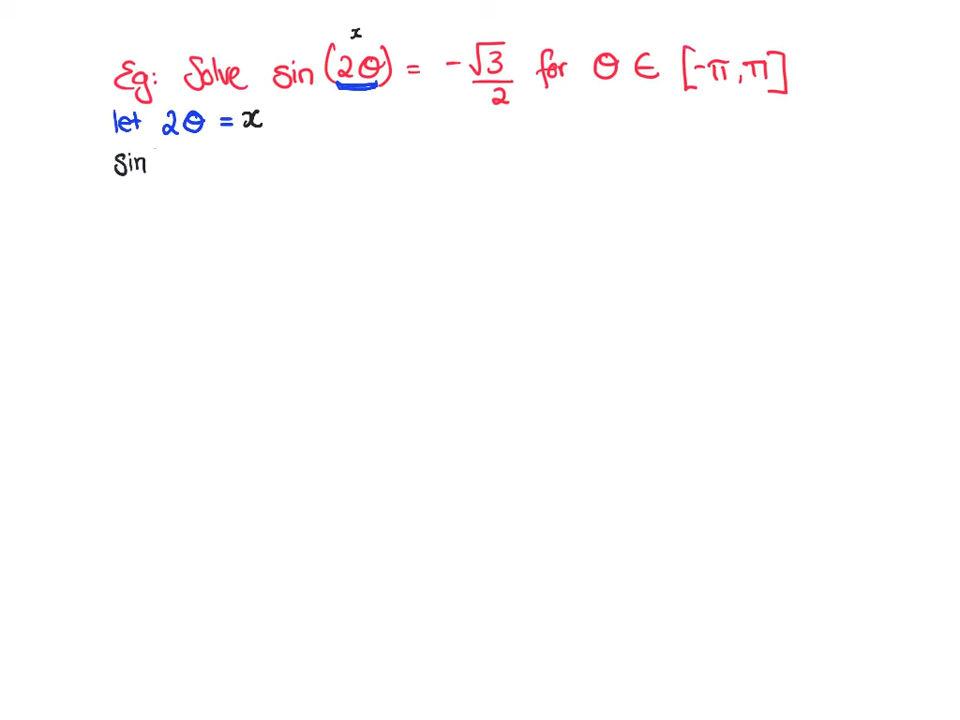 x
Eg: Solve sin (2θ) = -√3/2 for θ ∈ [-π, π]
let 2θ = x
sin